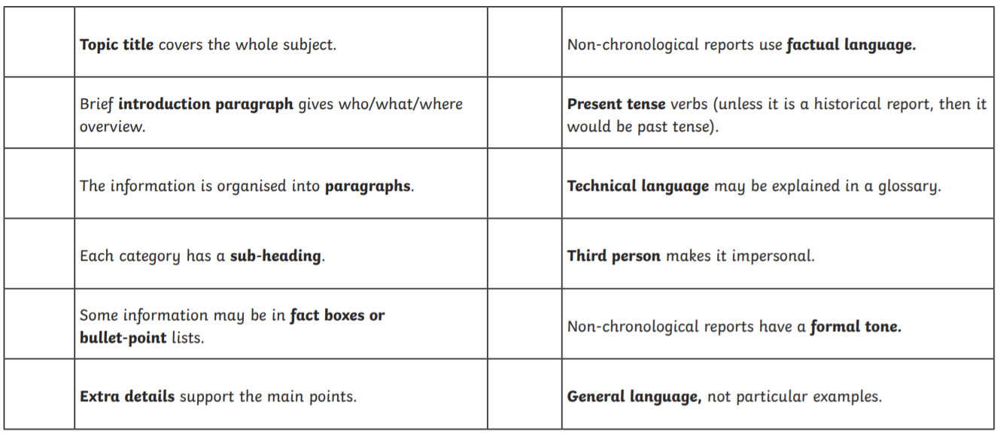 Topic title covers the whole subject.
Non-chronological reports use factual language.
Brief introduction paragraph gives who/what/where
overview.
Present tense verbs (unless it is a historical report, then it
would be past tense).
The information is organised into paragraphs.
Technical language may be explained in a glossary.
Each category has a sub-heading.
Third person makes it impersonal.
Some information may be in fact boxes or
bullet-point lists.
Non-chronological reports have a formal tone.
Extra details support the main points.
General language, not particular examples.